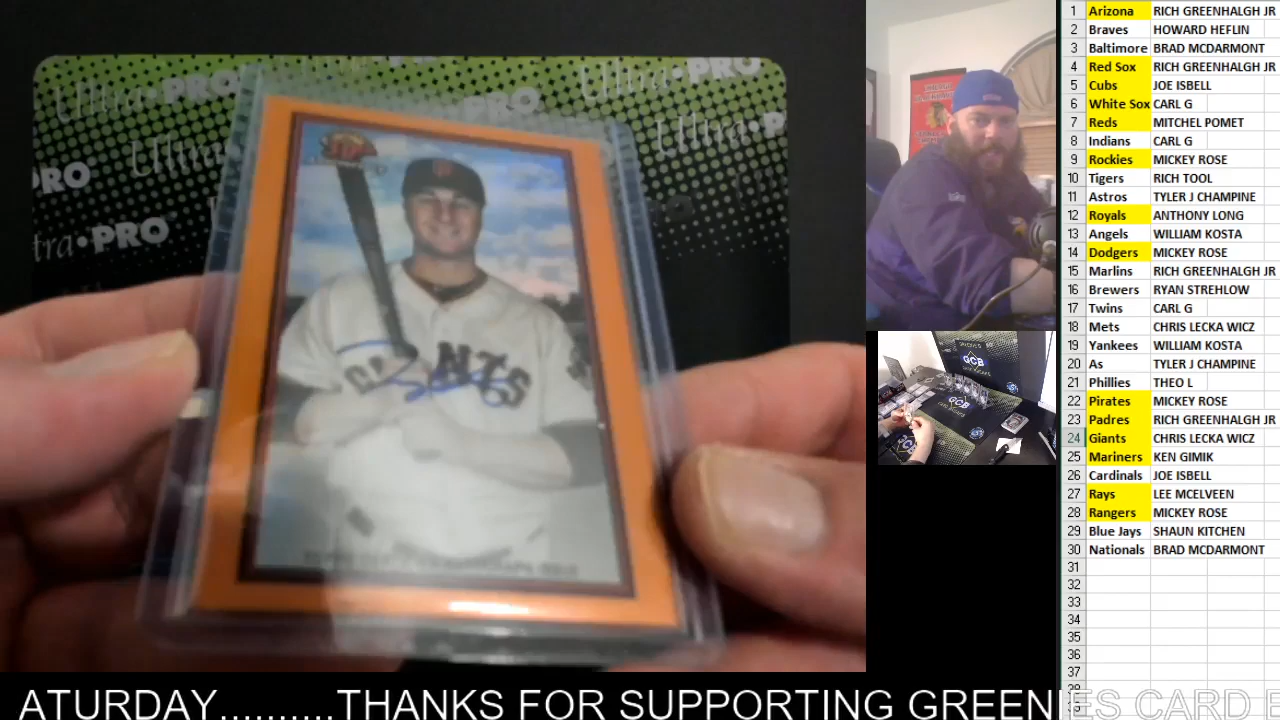 Ultra•PRO
Ultra•PRO
PRO
Ultra•P
PRO
Ultra
tra•PRO
GIANTS
GCB
GCB
GCB
1 Arizona RICH GREENHALGH JR
2 Braves HOWARD HEFLIN
3 Baltimore BRAD MCDARMONT
4 Red Sox RICH GREENHALGH JR
5 Cubs JOE ISBELL
6 White Sox CARL G
7 Reds MITCHEL POMET
8 Indians CARL G
9 Rockies MICKEY ROSE
10 Tigers RICH TOOL
11 Astros TYLER J CHAMPINE
12 Royals ANTHONY LONG
13 Angels WILLIAM KOSTA
14 Dodgers MICKEY ROSE
15 Marlins RICH GREENHALGH JR
16 Brewers RYAN STREHLOW
17 Twins CARL G
18 Mets CHRIS LECKA WICZ
19 Yankees WILLIAM KOSTA
20 As TYLER J CHAMPINE
21 Phillies THEO L
22 Pirates MICKEY ROSE
23 Padres RICH GREENHALGH JR
24 Giants CHRIS LECKA WICZ
25 Mariners KEN GIMIK
26 Cardinals JOE ISBELL
27 Rays LEE MCELVEEN
28 Rangers MICKEY ROSE
29 Blue Jays SHAUN KITCHEN
30 Nationals BRAD MCDARMONT
31
32
33
34
35
36
37
ATURDAY..........THANKS FOR SUPPORTING GREENIES CARD